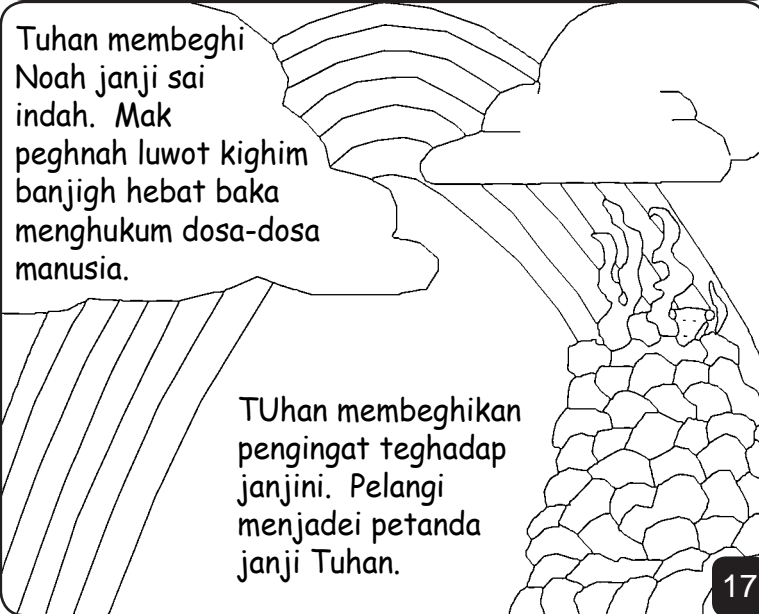 Tuhan membeghi
Noah janji sai
indah.  Mak
peghnah luwot kighim
banjigh hebat baka
menghukum dosa-dosa
manusia.
TUhan membeghikan
pengingat teghadap
janjini.  Pelangi
menjadei petanda
janji Tuhan.
17